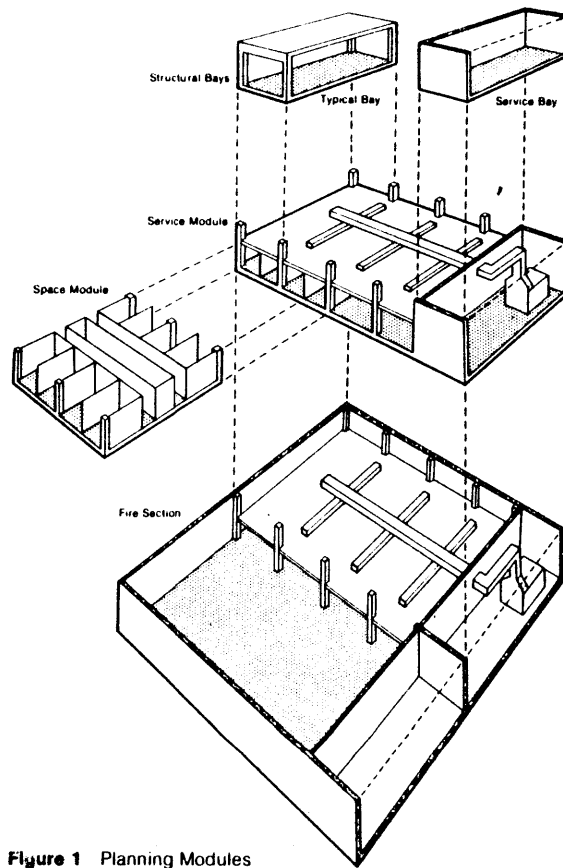 Structural Bays
Typical Bay
Service Bay
Service Module
Space Module
Fire Section
Figure 1 Planning Modules